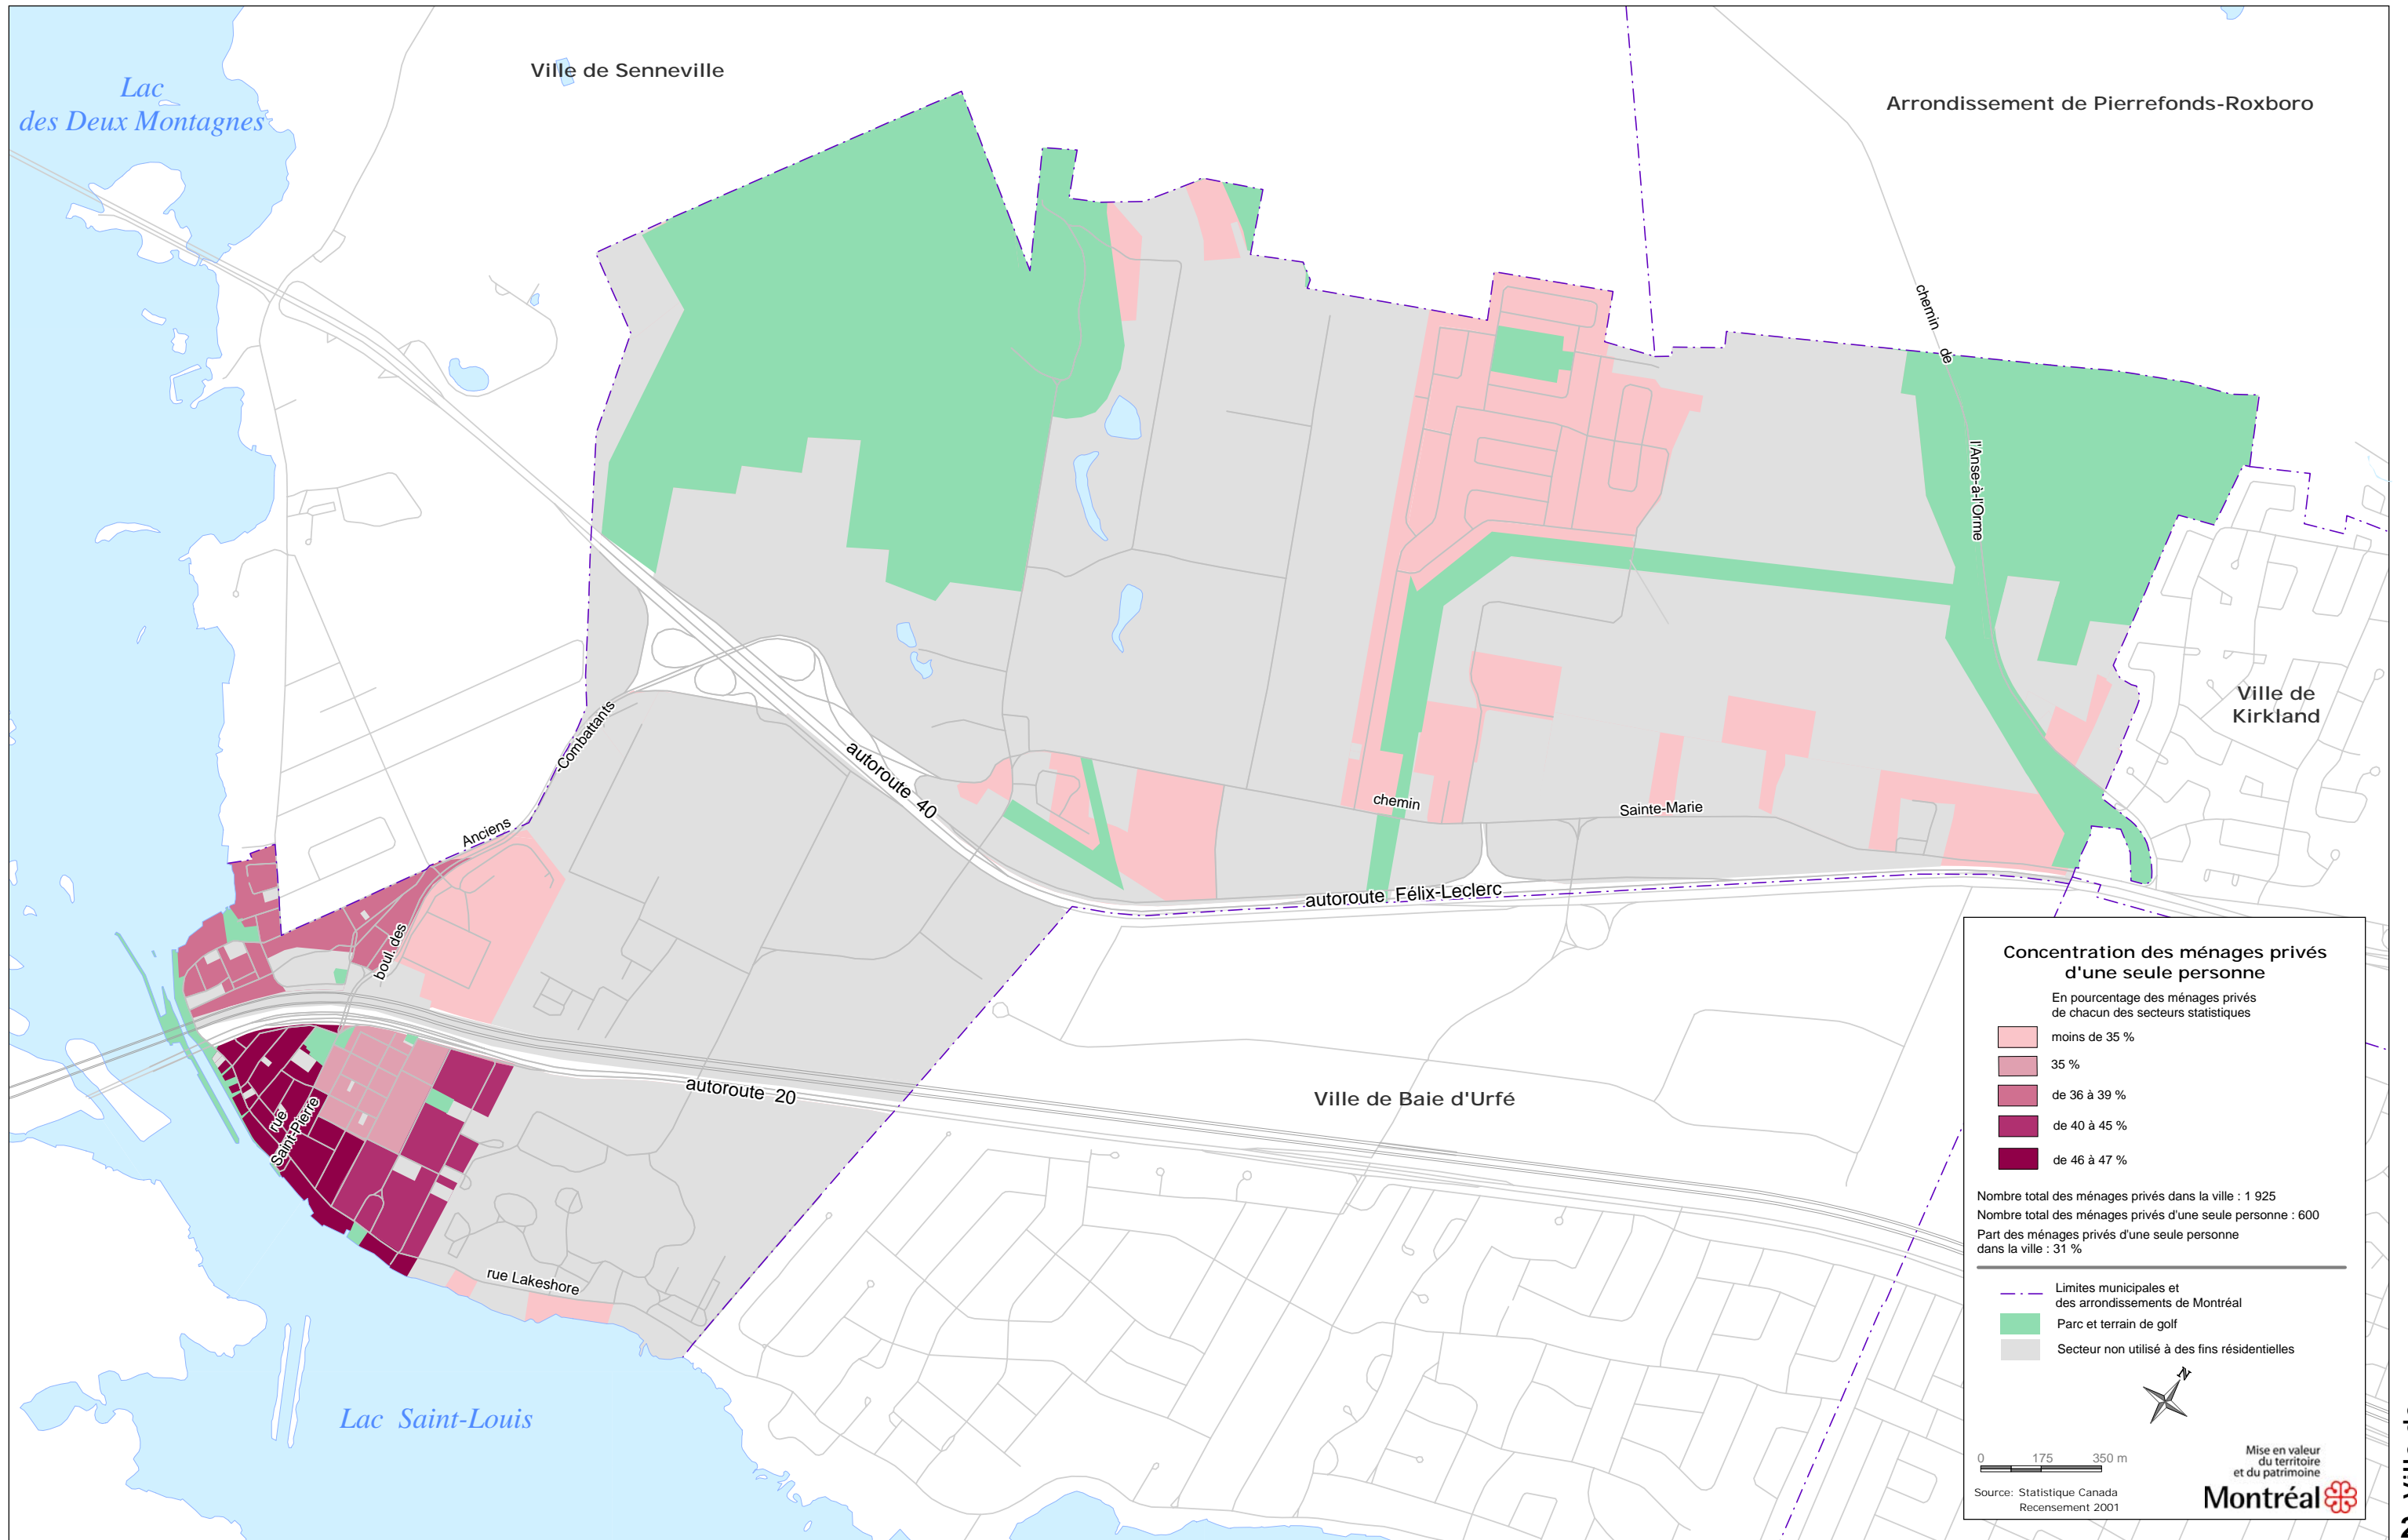 Lac
des Deux Montagnes
Ville de Senneville
Arrondissement de Pierrefonds-Roxboro
chemin
de
l'Anse-à-l'Orme
Ville de
Kirkland
-Combattants
Anciens
boul. des
autoroute 40
chemin
Sainte-Marie
autoroute Félix-Leclerc
autoroute 20
Ville de Baie d'Urfé
rue
Saint-Pierre
rue Lakeshore
Lac Saint-Louis
Concentration des ménages privés
d'une seule personne
En pourcentage des ménages privés
de chacun des secteurs statistiques
moins de 35 %
35 %
de 36 à 39 %
de 40 à 45 %
de 46 à 47 %
Nombre total des ménages privés dans la ville : 1 925
Nombre total des ménages privés d'une seule personne : 600
Part des ménages privés d'une seule personne
dans la ville : 31 %
Limites municipales et
des arrondissements de Montréal
Parc et terrain de golf
Secteur non utilisé à des fins résidentielles
N
0 175 350 m
Source: Statistique Canada
Recensement 2001
Mise en valeur
du territoire
et du patrimoine
Montréal